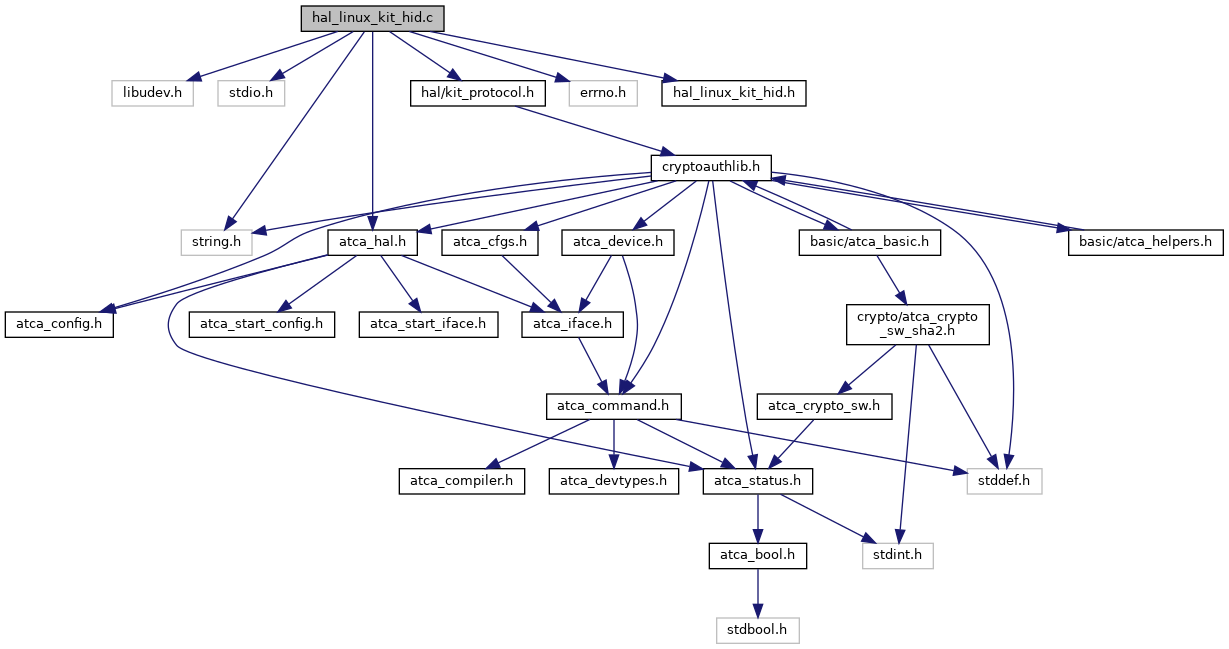 hal_linux_kit_hid.c
libudev.h
stdio.h
hal/kit_protocol.h
errno.h
hal_linux_kit_hid.h
cryptoauthlib.h
string.h
atca_hal.h
atca_cfgs.h
atca_device.h
basic/atca_basic.h
basic/atca_helpers.h
atca_config.h
atca_start_config.h
atca_start_iface.h
atca_iface.h
crypto/atca_crypto
_sw_sha2.h
atca_command.h
atca_crypto_sw.h
atca_compiler.h
atca_devtypes.h
atca_status.h
stddef.h
atca_bool.h
stdint.h
stdbool.h